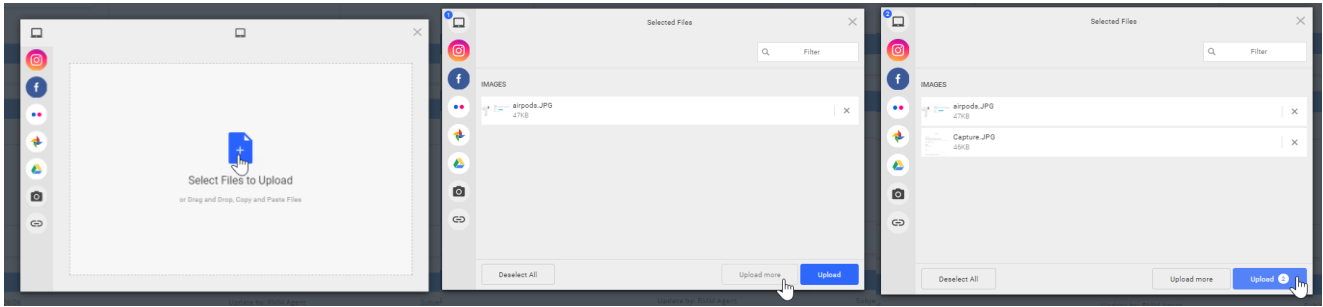 Select Files to Upload
or Drag and Drop, Copy and Paste Files
1
Selected Files
Filter
IMAGES
airpods.JPG
47KB
Deselect All
Upload more
Upload
2
Selected Files
Filter
IMAGES
airpods.JPG
47KB
Capture.JPG
46KB
Deselect All
Upload more
Upload 2